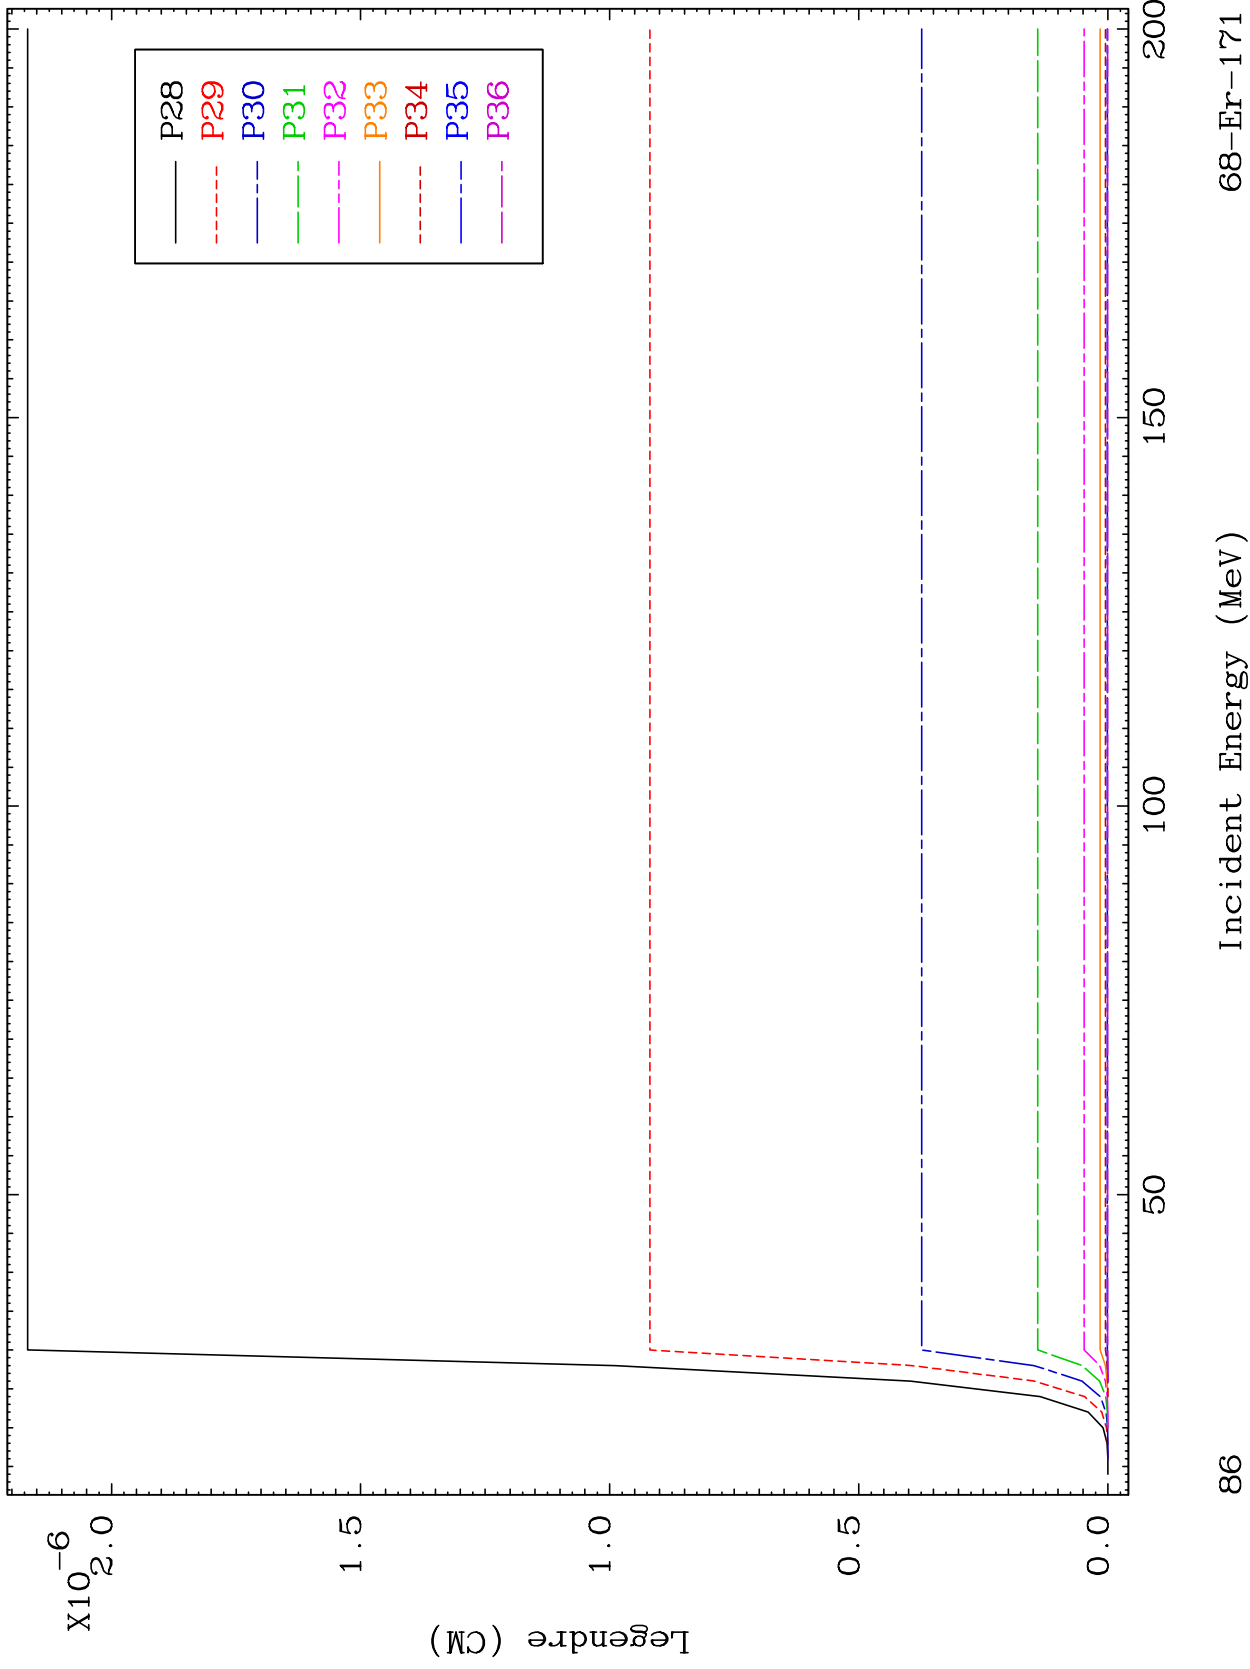 X10-6
2.0
1.5
1.0
0.5
0.0
Legendre (CM)
P28
P29
P30
P31
P32
P33
P34
P35
P36
50
100
150
200
Incident Energy (MeV)
86
68-Er-171